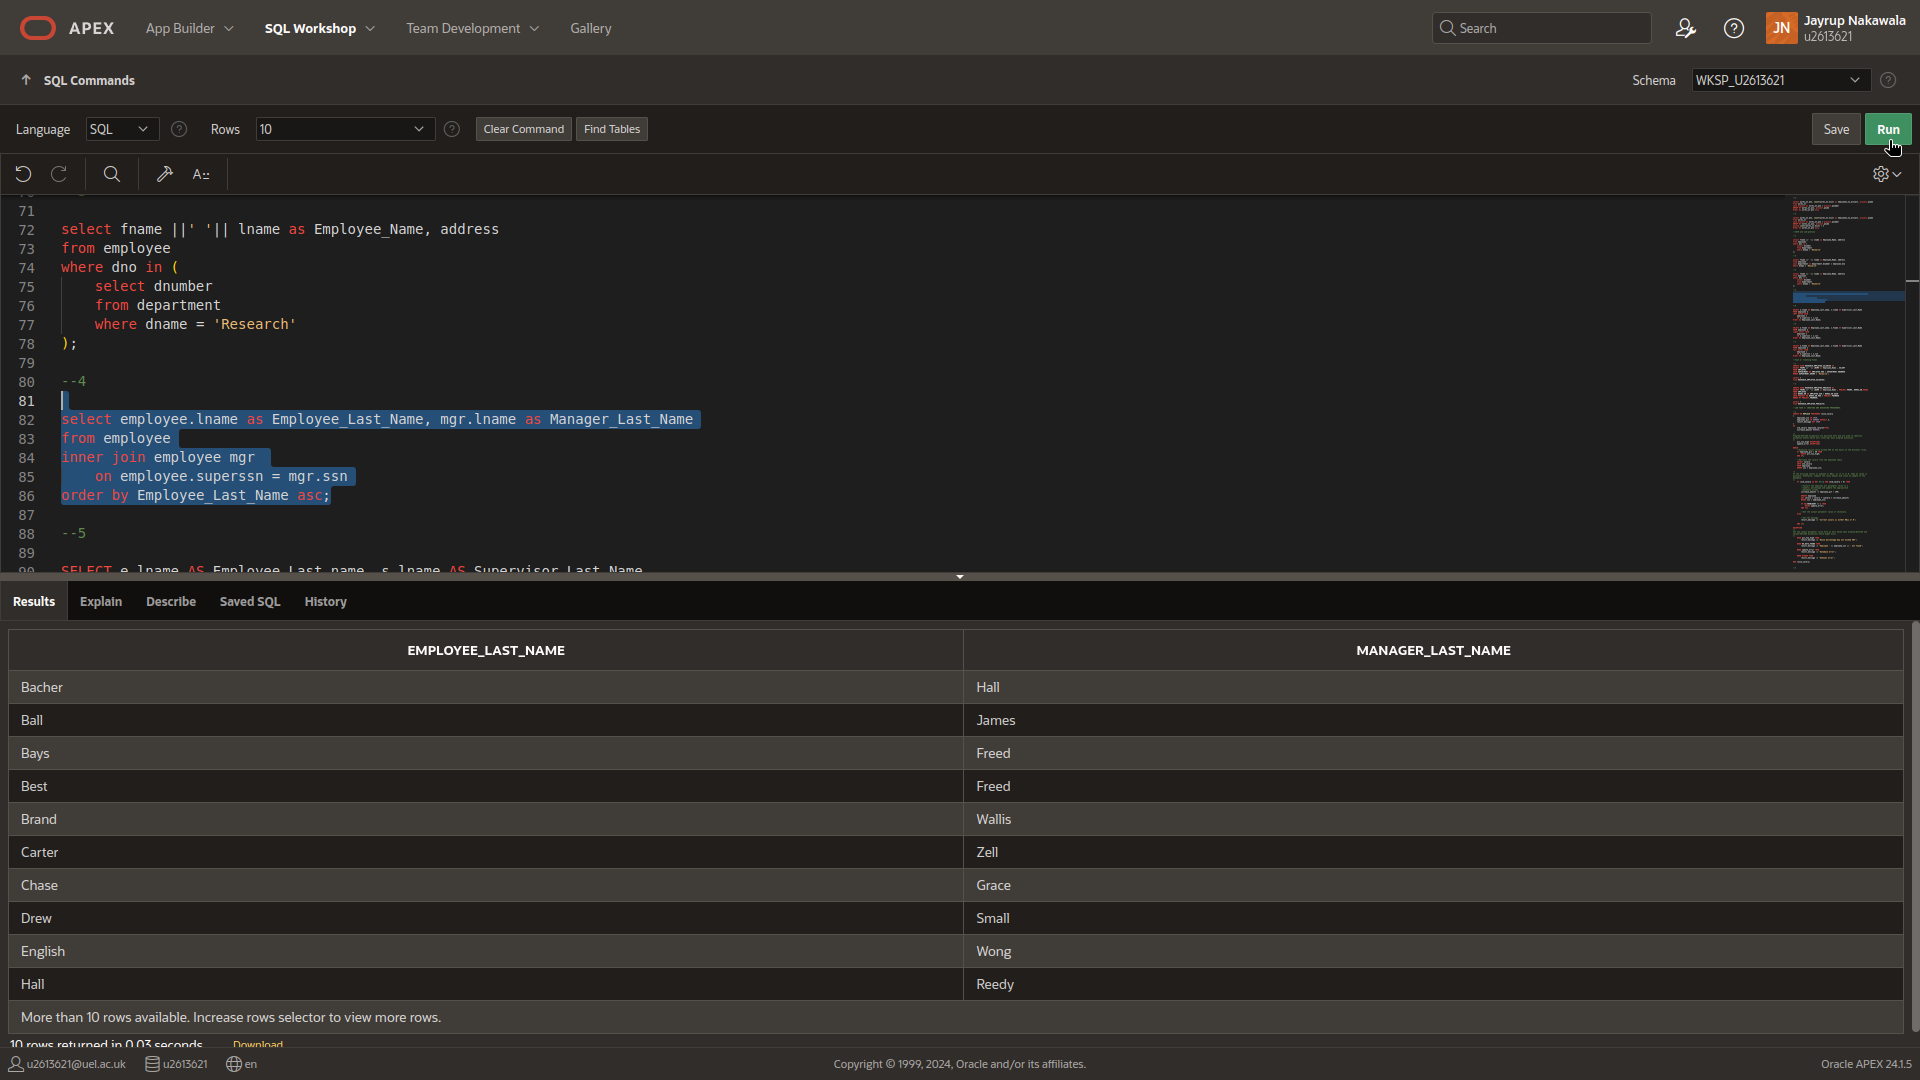 APEX App Builder SQL Workshop Team Development Gallery Search Jayrup Nakawala
u2613621
SQL Commands Schema WKSP_U2613621
Language SQL Rows 10 Clear Command Find Tables Save Run
71
72 select fname ||' '|| lname as Employee_Name, address
73 from employee
74 where dno in (
75 select dnumber
76 from department
77 where dname = 'Research'
78 );
79
80 --4
81
82 select employee.lname as Employee_Last_Name, mgr.lname as Manager_Last_Name
83 from employee
84 inner join employee mgr
85 on employee.superssn = mgr.ssn
86 order by Employee_Last_Name asc;
87
88 --5
89
90 SELECT e.lname AS Employee_Last_name, s.lname AS Supervisor_Last_Name
Results Explain Describe Saved SQL History
EMPLOYEE_LAST_NAME MANAGER_LAST_NAME
Bacher Hall
Ball James
Bays Freed
Best Freed
Brand Wallis
Carter Zell
Chase Grace
Drew Small
English Wong
Hall Reedy
More than 10 rows available. Increase rows selector to view more rows.
10 rows returned in 0.03 seconds Download
u2613621@uel.ac.uk u2613621 en Copyright © 1999, 2024, Oracle and/or its affiliates. Oracle APEX 24.1.5